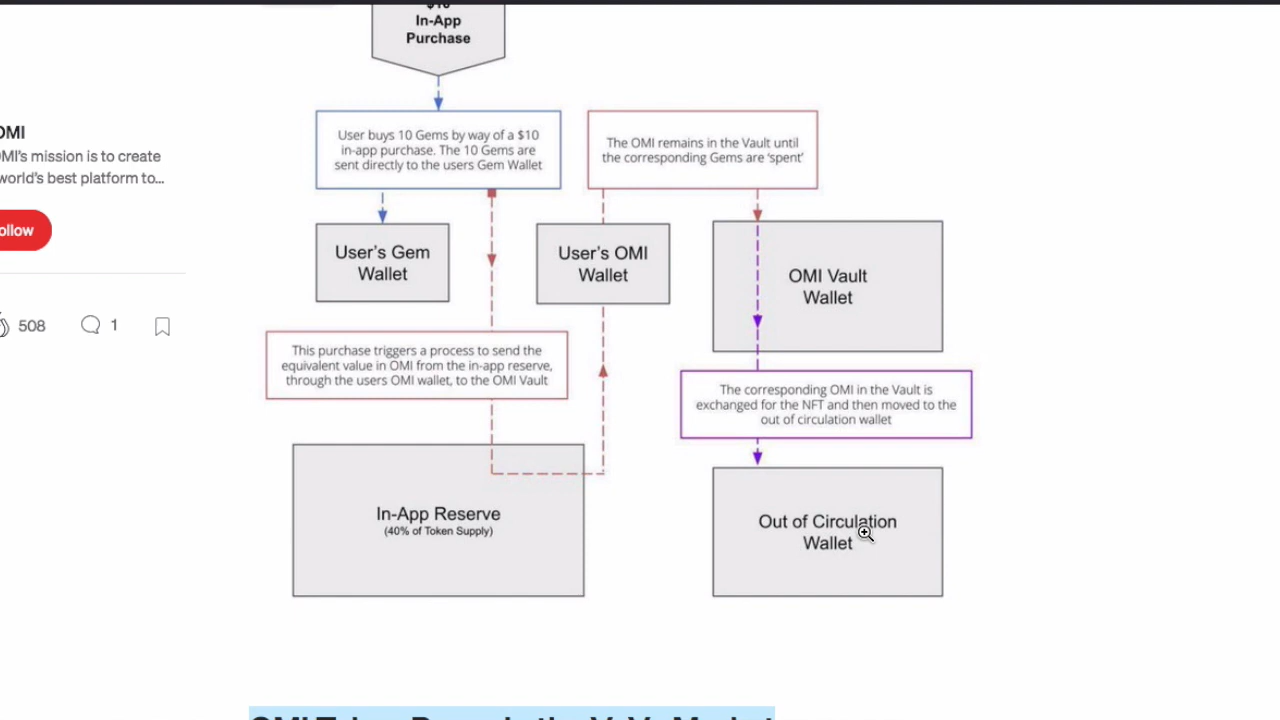 $10
In-App
Purchase
OMI
OMI's mission is to create
world's best platform to...
ollow
508
1
User buys 10 Gems by way of a $10
in-app purchase. The 10 Gems are
sent directly to the users Gem Wallet
The OMI remains in the Vault until
the corresponding Gems are 'spent'
User's Gem
Wallet
User's OMI
Wallet
OMI Vault
Wallet
This purchase triggers a process to send the
equivalent value in OMI from the in-app reserve,
through the users OMI wallet, to the OMI Vault
The corresponding OMI in the Vault is
exchanged for the NFT and then moved to the
out of circulation wallet
In-App Reserve
(40% of Token Supply)
Out of Circulation
Wallet